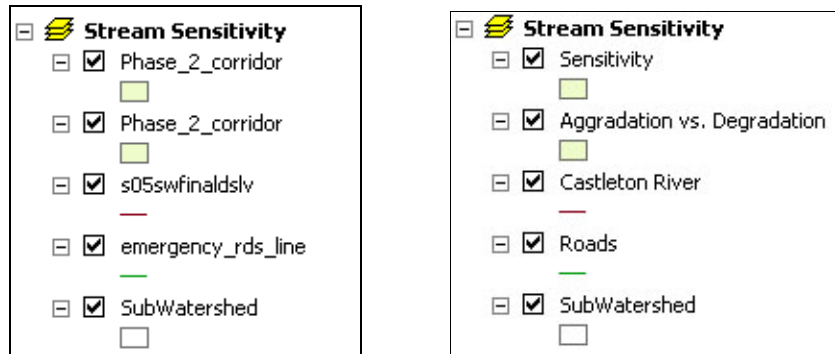 Stream Sensitivity
Phase_2_corridor
Phase_2_corridor
s05swfinaldslv
emergency_rds_line
SubWatershed
Stream Sensitivity
Sensitivity
Aggradation vs. Degradation
Castleton River
Roads
SubWatershed